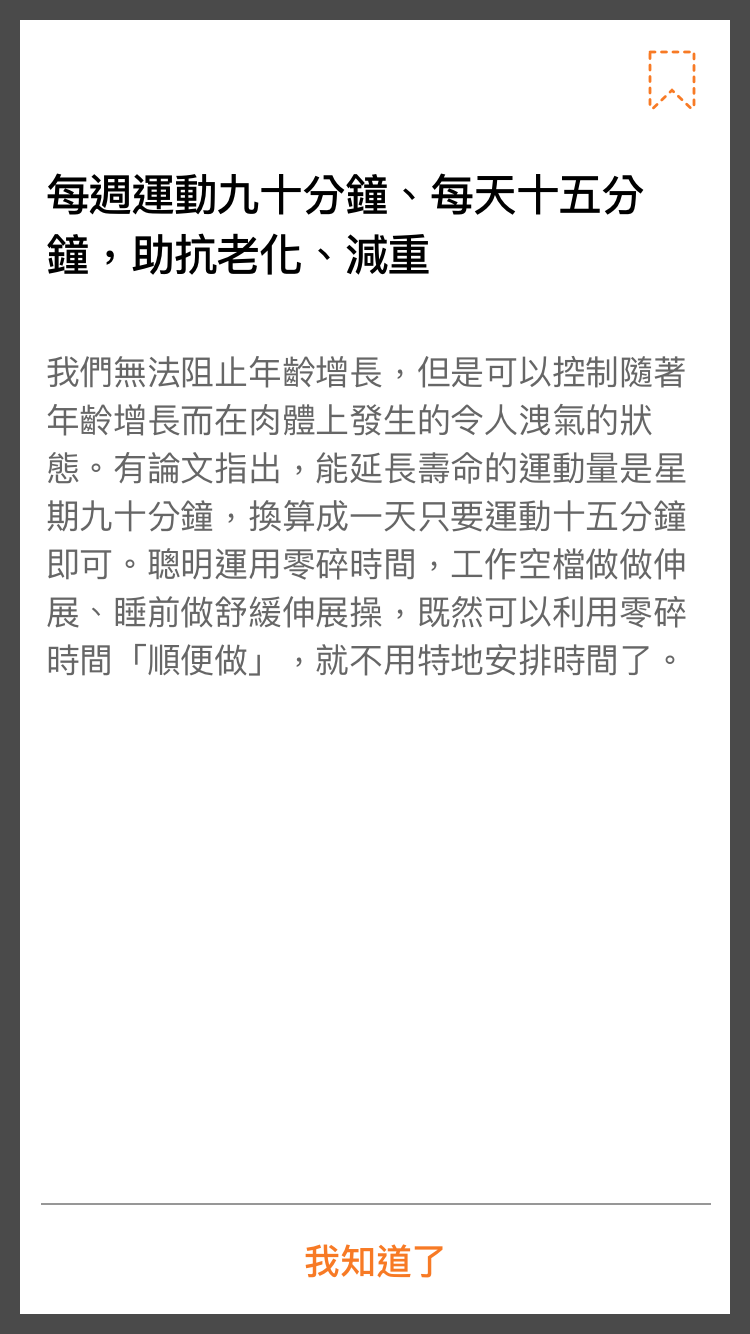 每週運動九十分鐘、每天十五分
鐘，助抗老化、減重
我們無法阻止年齡增長，但是可以控制隨著
年齡增長而在肉體上發生的令人洩氣的狀
態。有論文指出，能延長壽命的運動量是星
期九十分鐘，換算成一天只要運動十五分鐘
即可。聰明運用零碎時間，工作空檔做做伸
展、睡前做舒緩伸展操，既然可以利用零碎
時間「順便做」，就不用特地安排時間了。
我知道了